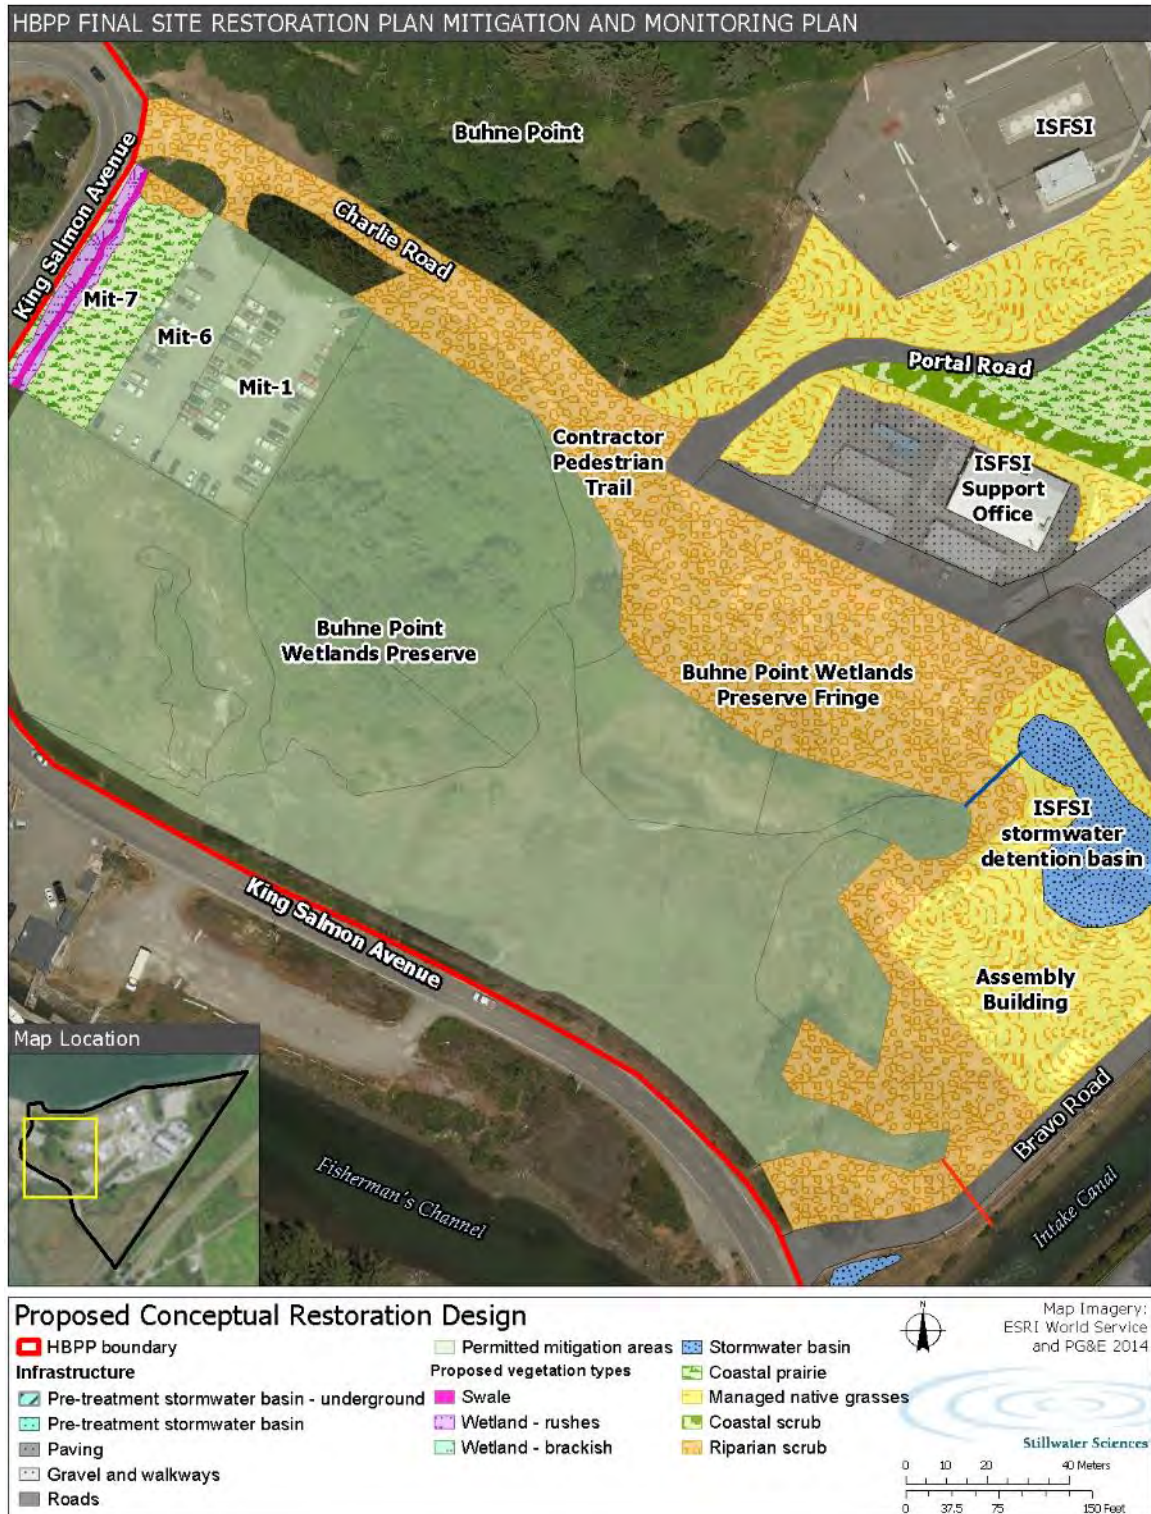 HBPP FINAL SITE RESTORATION PLAN MITIGATION AND MONITORING PLAN
Buhne Point
ISFSI
King Salmon Avenue
Charlie Road
Mit-7
Mit-6
Mit-1
Portal Road
Contractor
Pedestrian
Trail
ISFSI
Support
Office
Buhne Point
Wetlands Preserve
Buhne Point Wetlands
Preserve Fringe
ISFSI
stormwater
detention basin
King Salmon Avenue
Assembly
Building
Bravo Road
Map Location
Fisherman's Channel
Intake Canal
Proposed Conceptual Restoration Design
HBPP boundary
Infrastructure
Pre-treatment stormwater basin - underground
Pre-treatment stormwater basin
Paving
Gravel and walkways
Roads
Permitted mitigation areas
Proposed vegetation types
Swale
Wetland - rushes
Wetland - brackish
Stormwater basin
Coastal prairie
Managed native grasses
Coastal scrub
Riparian scrub
N
Map Imagery:
ESRI World Service
and PG&E 2014
Stillwater Sciences
0 10 20 40 Meters
0 37.5 75 150 Feet